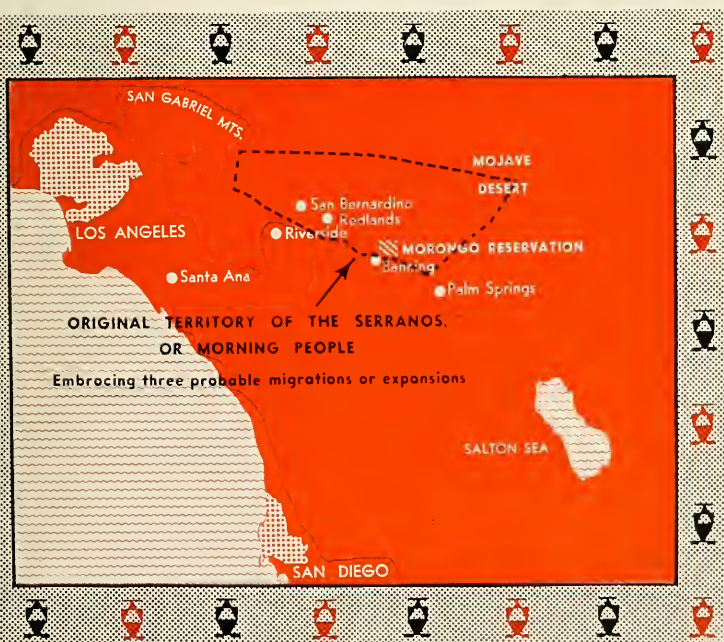 SAN GABRIEL MTS.
MOJAVE
DESERT
San Bernardino
Redlands
LOS ANGELES
Riverside
MORONGO RESERVATION
Banning
Santa Ana
Palm Springs
ORIGINAL TERRITORY OF THE SERRANOS,
OR MORNING PEOPLE
Embracing three probable migrations or expansions
SALTON SEA
SAN DIEGO